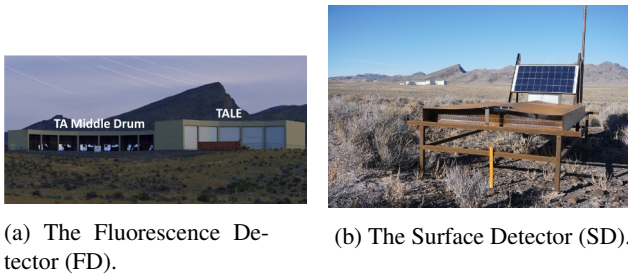 TALE
TA Middle Drum
(a) The Fluorescence De-
tector (FD).
(b) The Surface Detector (SD).